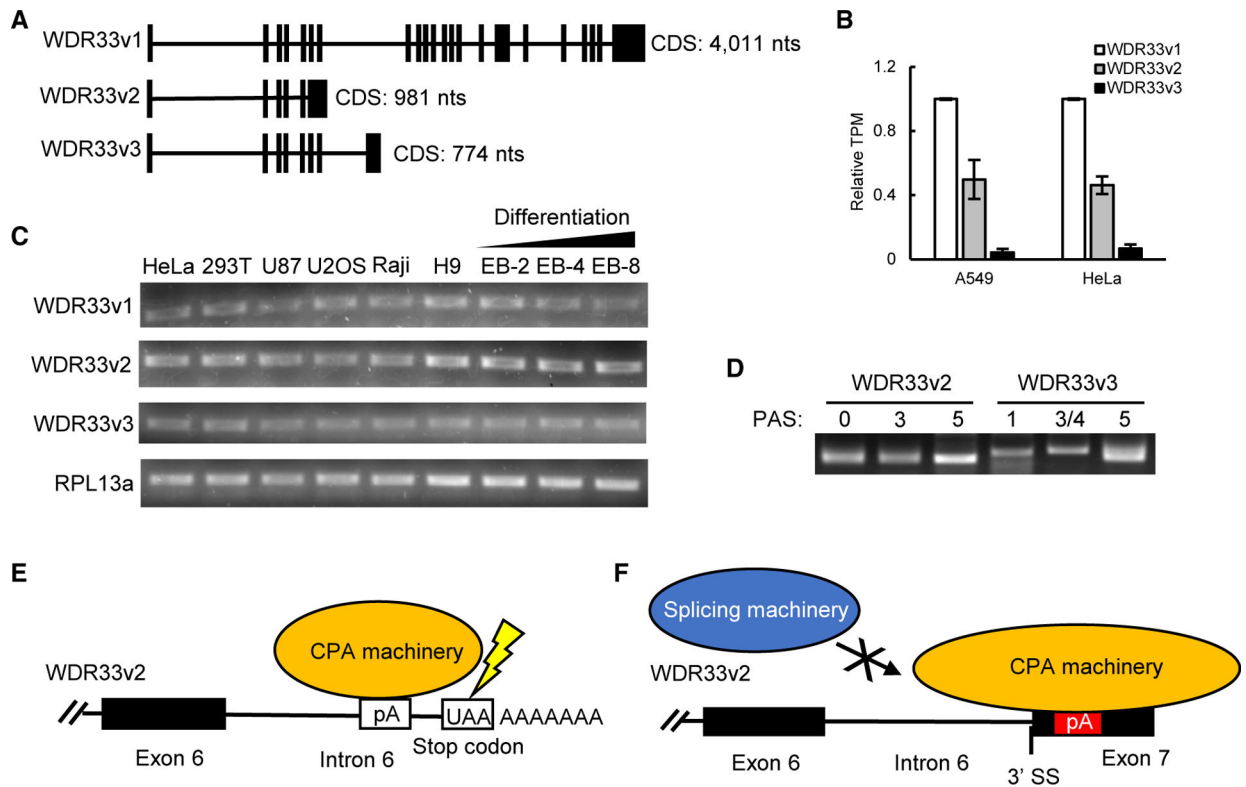 A
WDR33v1
CDS: 4,011 nts
WDR33v2
CDS: 981 nts
WDR33v3
CDS: 774 nts
B
WDR33v1
WDR33v2
WDR33v3
Relative TPM
1.2
0.8
0.4
0
A549
HeLa
C
Differentiation
HeLa 293T U87 U2OS Raji H9 EB-2 EB-4 EB-8
WDR33v1
WDR33v2
WDR33v3
RPL13a
D
WDR33v2 WDR33v3
PAS: 0 3 5 1 3/4 5
E
CPA machinery
WDR33v2
pA
UAA AAAAAAA
Stop codon
Exon 6
Intron 6
F
Splicing machinery
CPA machinery
WDR33v2
pA
Exon 6
Intron 6
3' SS
Exon 7